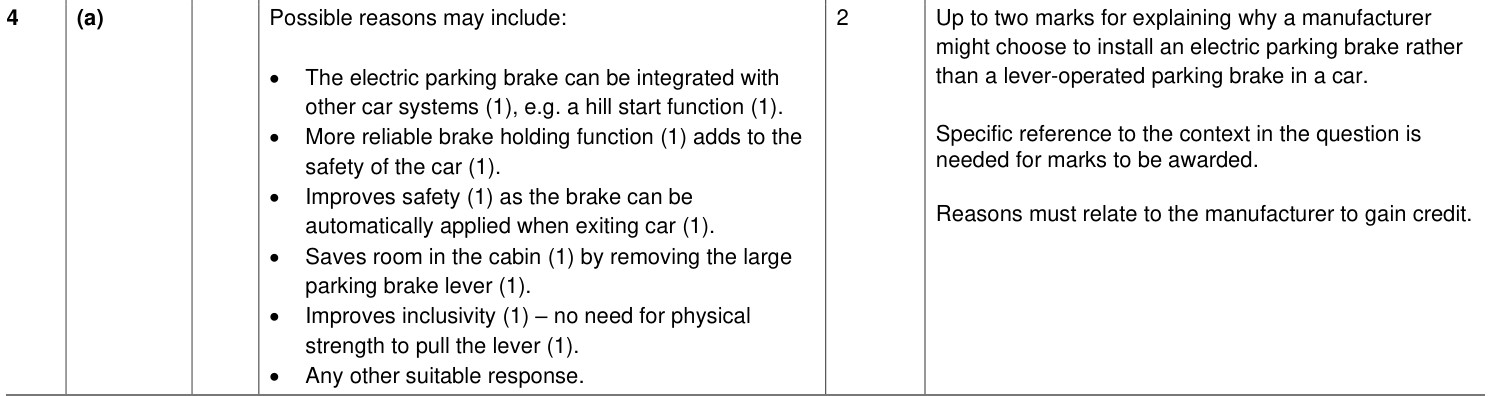 4 (a) Possible reasons may include: 2 Up to two marks for explaining why a manufacturer
might choose to install an electric parking brake rather
than a lever-operated parking brake in a car.
• The electric parking brake can be integrated with
other car systems (1), e.g. a hill start function (1).
• More reliable brake holding function (1) adds to the
safety of the car (1).
• Improves safety (1) as the brake can be
automatically applied when exiting car (1).
• Saves room in the cabin (1) by removing the large
parking brake lever (1).
• Improves inclusivity (1) – no need for physical
strength to pull the lever (1).
• Any other suitable response.
Specific reference to the context in the question is
needed for marks to be awarded.
Reasons must relate to the manufacturer to gain credit.